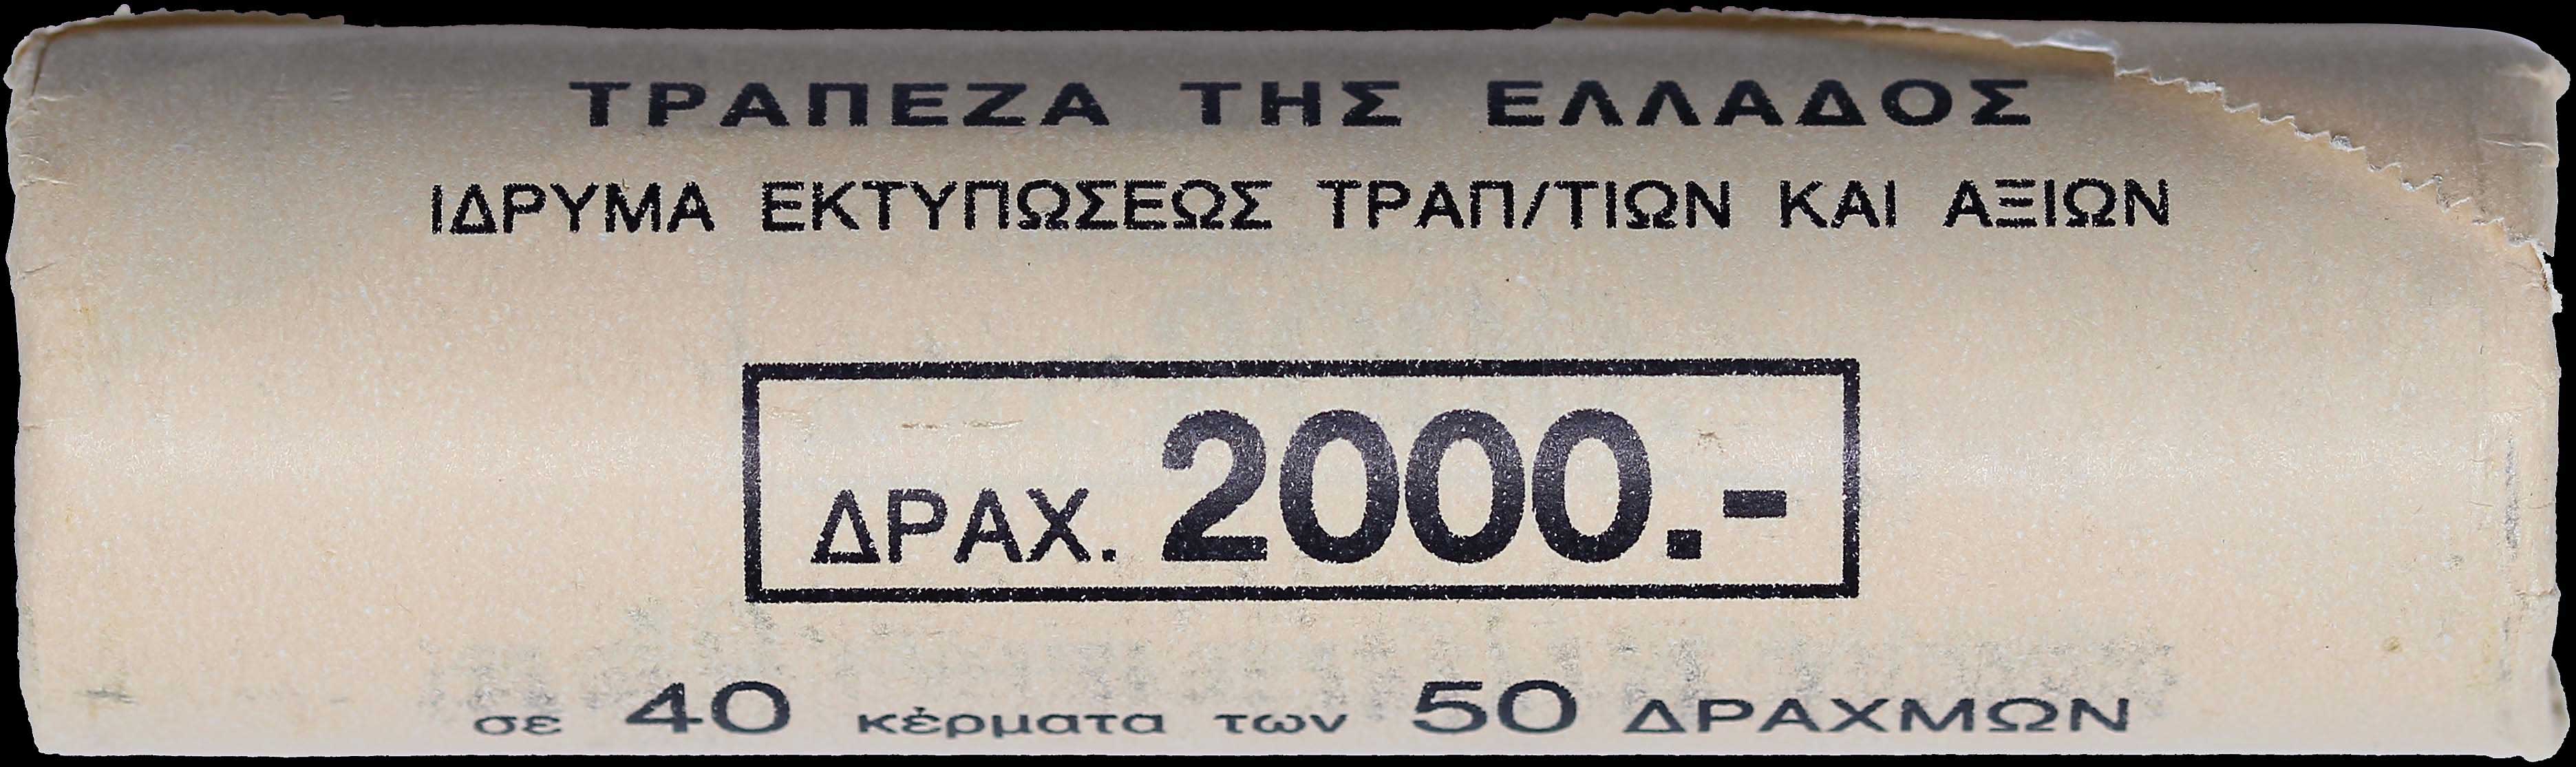 ΤΡΑΠΕΖΑ ΤΗΣ ΕΛΛΑΔΟΣ
ΙΔΡΥΜΑ ΕΚΤΥΠΩΣΕΩΣ ΤΡΑΠ/ΤΙΩΝ ΚΑΙ ΑΞΙΩΝ
ΔΡΑΧ. 2000.-
σε 40 κέρματα των 50 ΔΡΑΧΜΩΝ